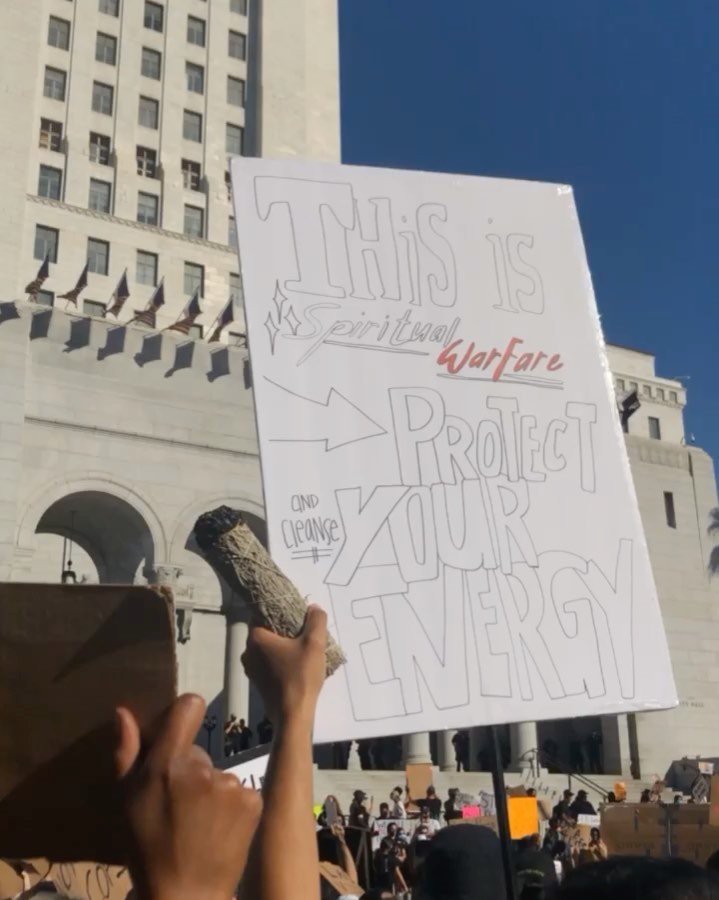 THiS iS
Spiritual Warfare
PROTECT
AND
CLEANSE
YOUR
ENERGY